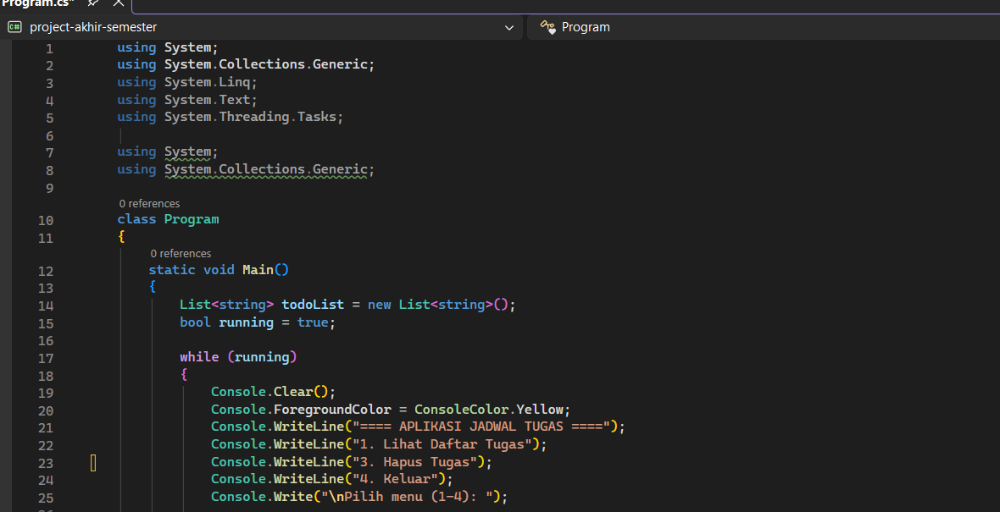 Program.cs*
project-akhir-semester
Program
1 using System;
2 using System.Collections.Generic;
3 using System.Linq;
4 using System.Text;
5 using System.Threading.Tasks;
6
7 using System;
8 using System.Collections.Generic;
9
0 references
10 class Program
11 {
0 references
12 static void Main()
13 {
14 List<string> todoList = new List<string>();
15 bool running = true;
16
17 while (running)
18 {
19 Console.Clear();
20 Console.ForegroundColor = ConsoleColor.Yellow;
21 Console.WriteLine("==== APLIKASI JADWAL TUGAS ====");
22 Console.WriteLine("1. Lihat Daftar Tugas");
23 Console.WriteLine("3. Hapus Tugas");
24 Console.WriteLine("4. Keluar");
25 Console.Write("\nPilih menu (1-4): ");